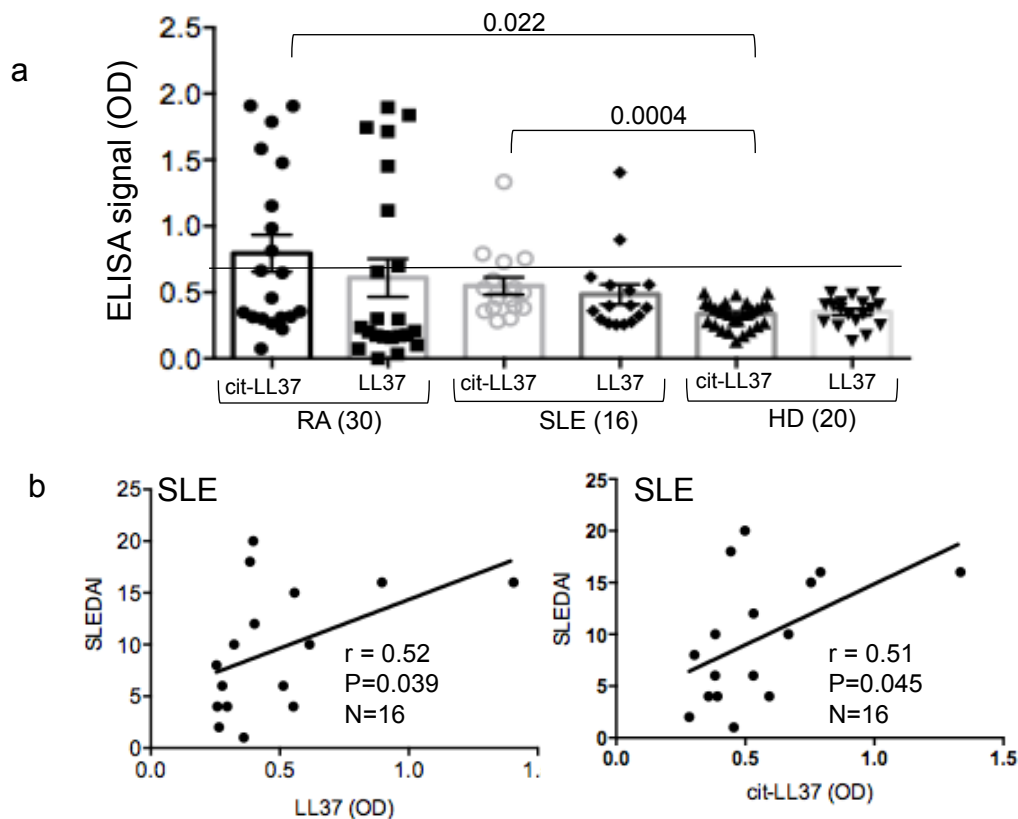 a
ELISA signal (OD)
2.5
2.0
1.5
1.0
0.5
0.0
0.022
0.0004
cit-LL37 LL37 cit-LL37 LL37 cit-LL37 LL37
RA (30) SLE (16) HD (20)
b
SLE
SLEDAI
25
20
15
10
5
0
r = 0.52
P=0.039
N=16
0.0 0.5 1.0 1.
LL37 (OD)
SLE
SLEDAI
25
20
15
10
5
0
r = 0.51
P=0.045
N=16
0.0 0.5 1.0 1.5
cit-LL37 (OD)